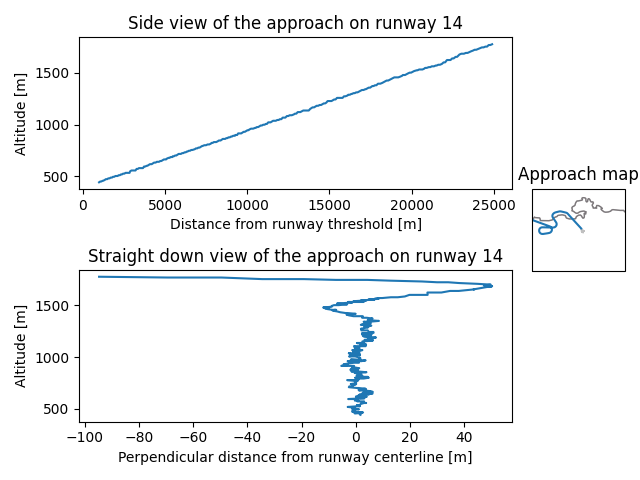 Side view of the approach on runway 14
Altitude [m]
1500
1000
500
0
5000
10000
15000
20000
25000
Distance from runway threshold [m]
Approach map
Straight down view of the approach on runway 14
Altitude [m]
1500
1000
500
−100
−80
−60
−40
−20
0
20
40
Perpendicular distance from runway centerline [m]